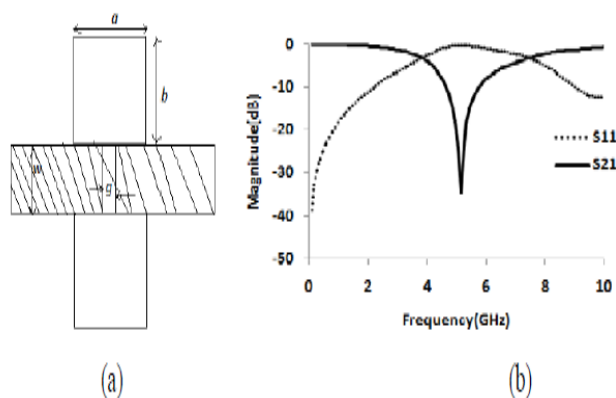 a
b
w
g
(a)
0
-10
-20
-30
-40
-50
Magnitude[dB]
0 2 4 6 8 10
Frequency(GHz)
S11
S21
(b)